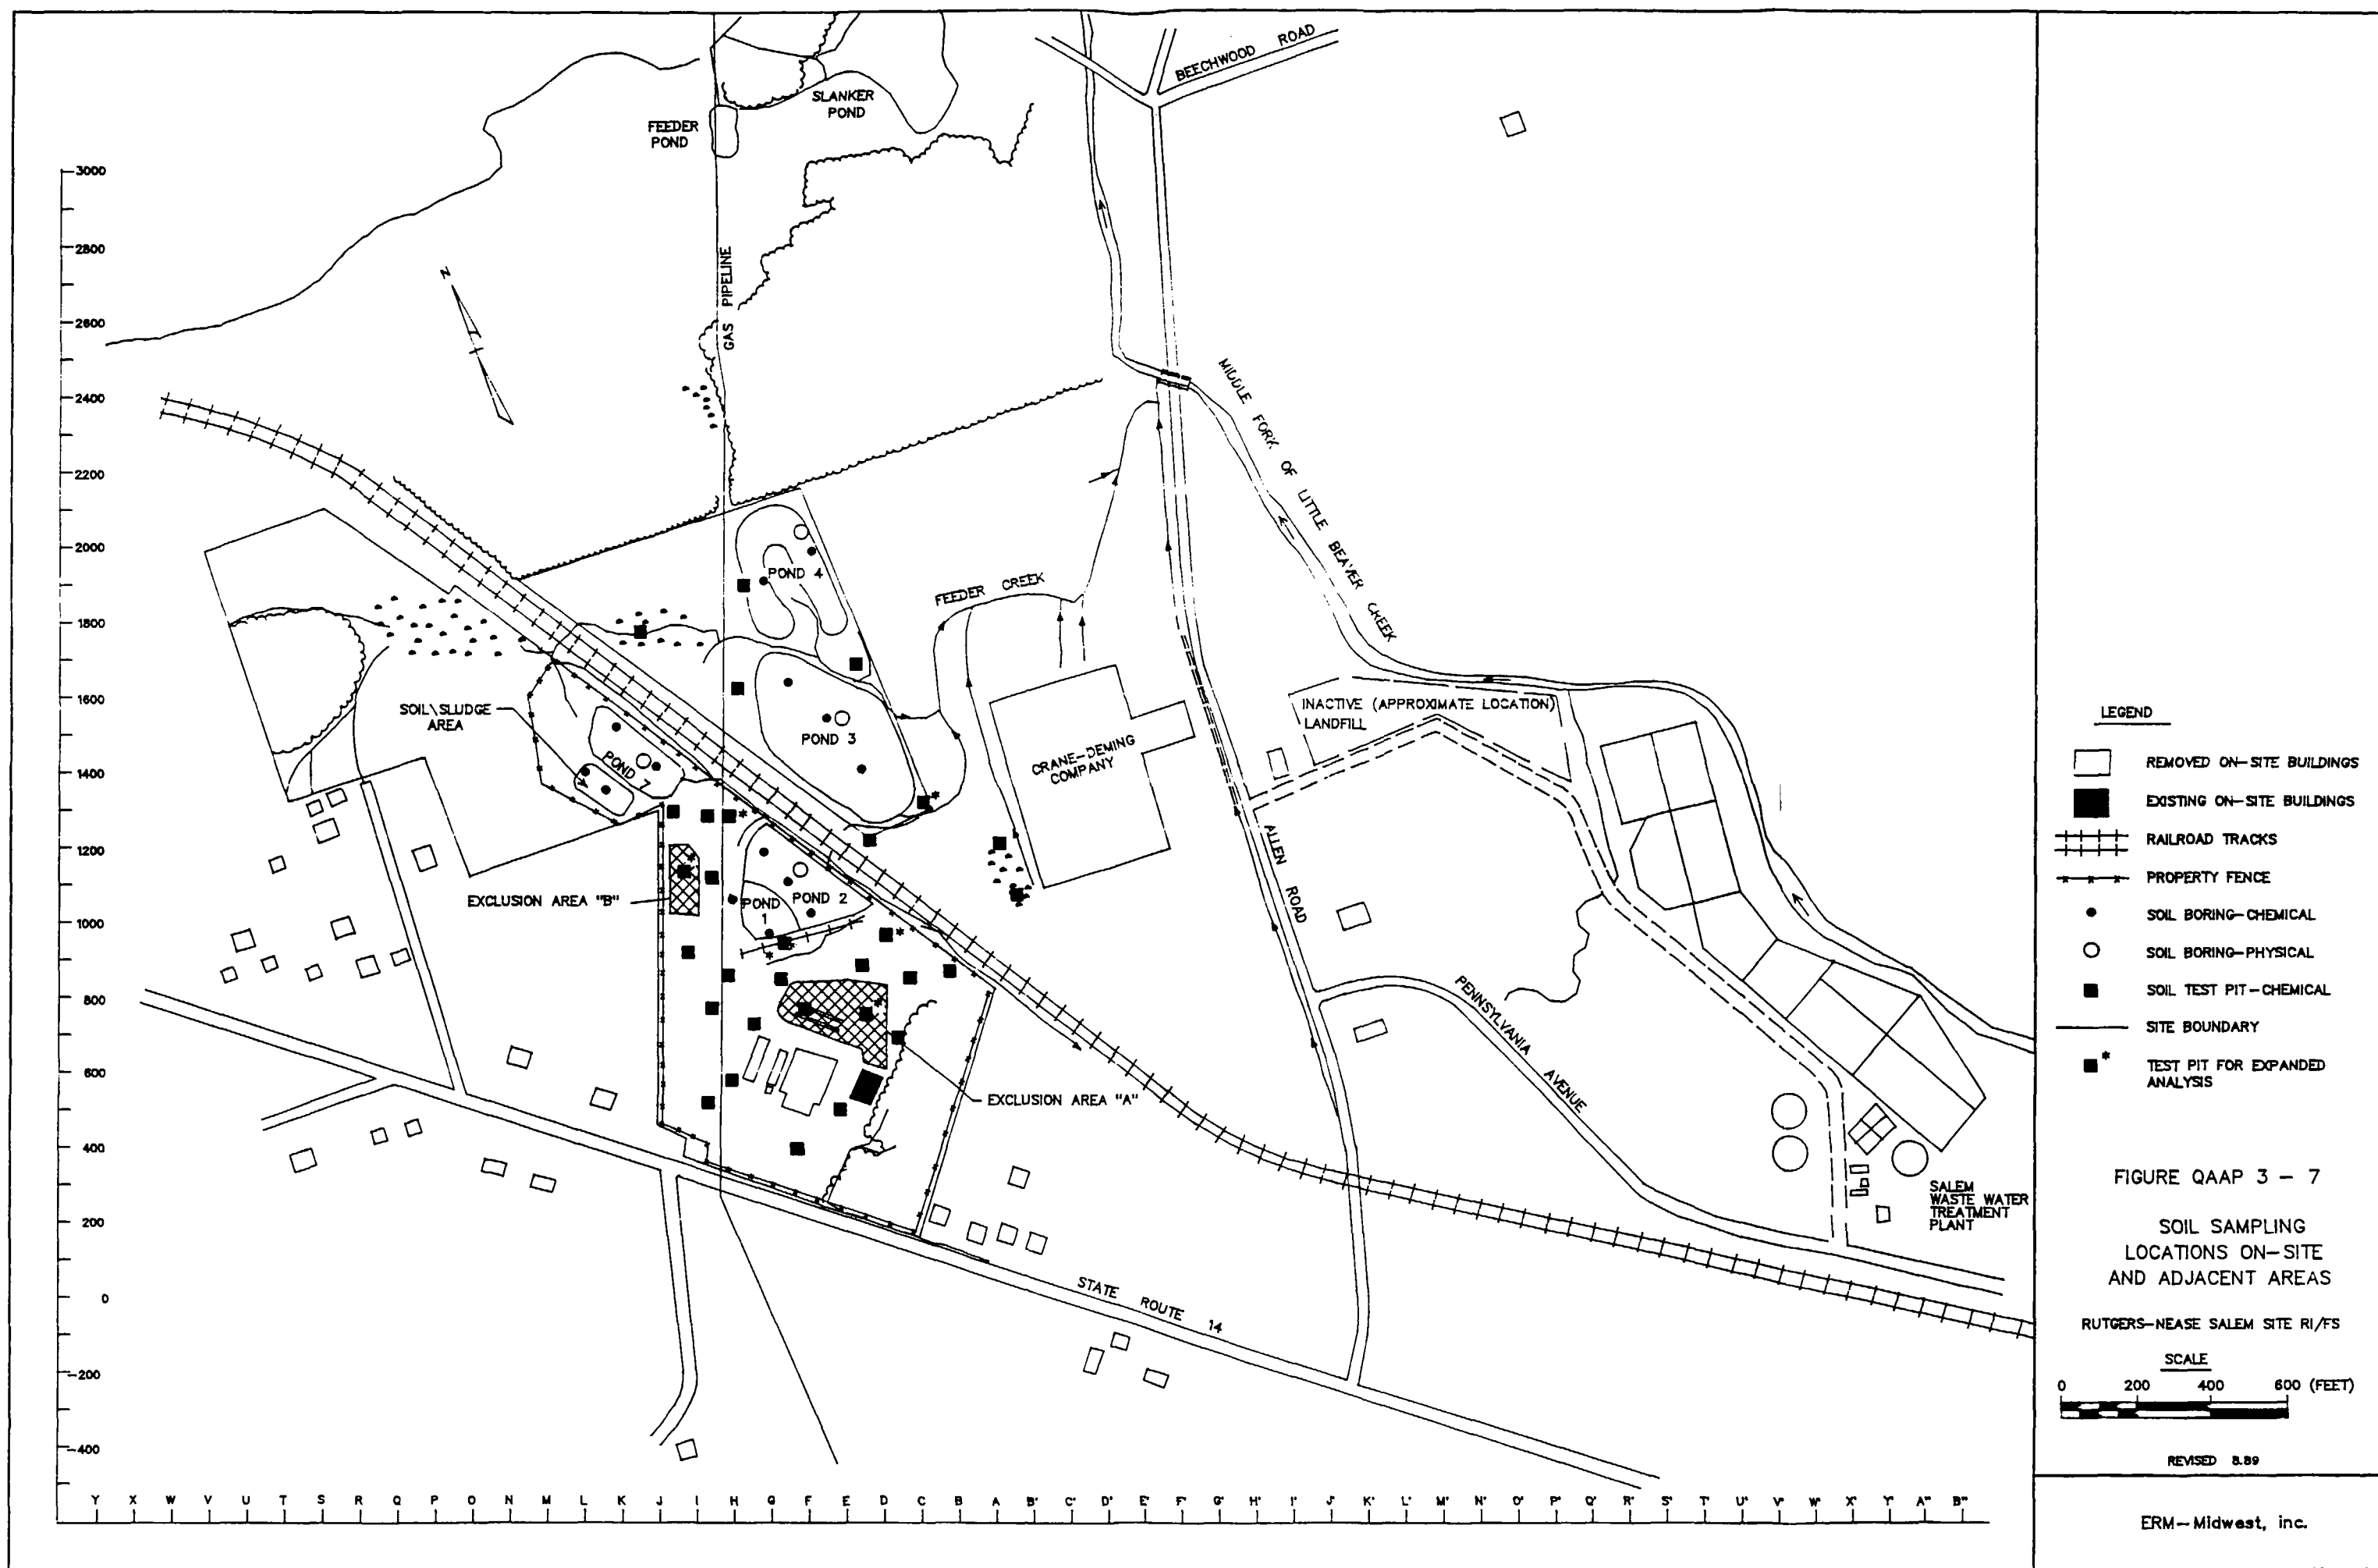 BEECHWOOD ROAD
SLANKER
POND
FEEDER
POND
3000
2800
2600
2400
2200
2000
1800
1600
1400
1200
1000
800
600
400
200
0
-200
-400
N
GAS PIPELINE
MIDDLE FORK OF LITTLE BEAVER CREEK
POND 4
FEEDER CREEK
SOIL\SLUDGE
AREA
POND 7
POND 3
CRANE-DEMING
COMPANY
INACTIVE (APPROXIMATE LOCATION)
LANDFILL
ALLEN ROAD
EXCLUSION AREA "B"
POND
1
POND 2
PENNSYLVANIA AVENUE
EXCLUSION AREA "A"
SALEM
WASTE WATER
TREATMENT
PLANT
STATE ROUTE 14
Y X W V U T S R Q P O N M L K J I H G F E D C B A B' C' D' E' F' G' H' I' J' K' L' M' N' O' P' Q' R' S' T' U' V' W' X' Y' A" B"
LEGEND
REMOVED ON-SITE BUILDINGS
EXISTING ON-SITE BUILDINGS
RAILROAD TRACKS
PROPERTY FENCE
SOIL BORING-CHEMICAL
SOIL BORING-PHYSICAL
SOIL TEST PIT-CHEMICAL
SITE BOUNDARY
* TEST PIT FOR EXPANDED
ANALYSIS
FIGURE QAAP 3 - 7
SOIL SAMPLING
LOCATIONS ON-SITE
AND ADJACENT AREAS
RUTGERS-NEASE SALEM SITE RI/FS
SCALE
0 200 400 600 (FEET)
REVISED 8.89
ERM-Midwest, inc.